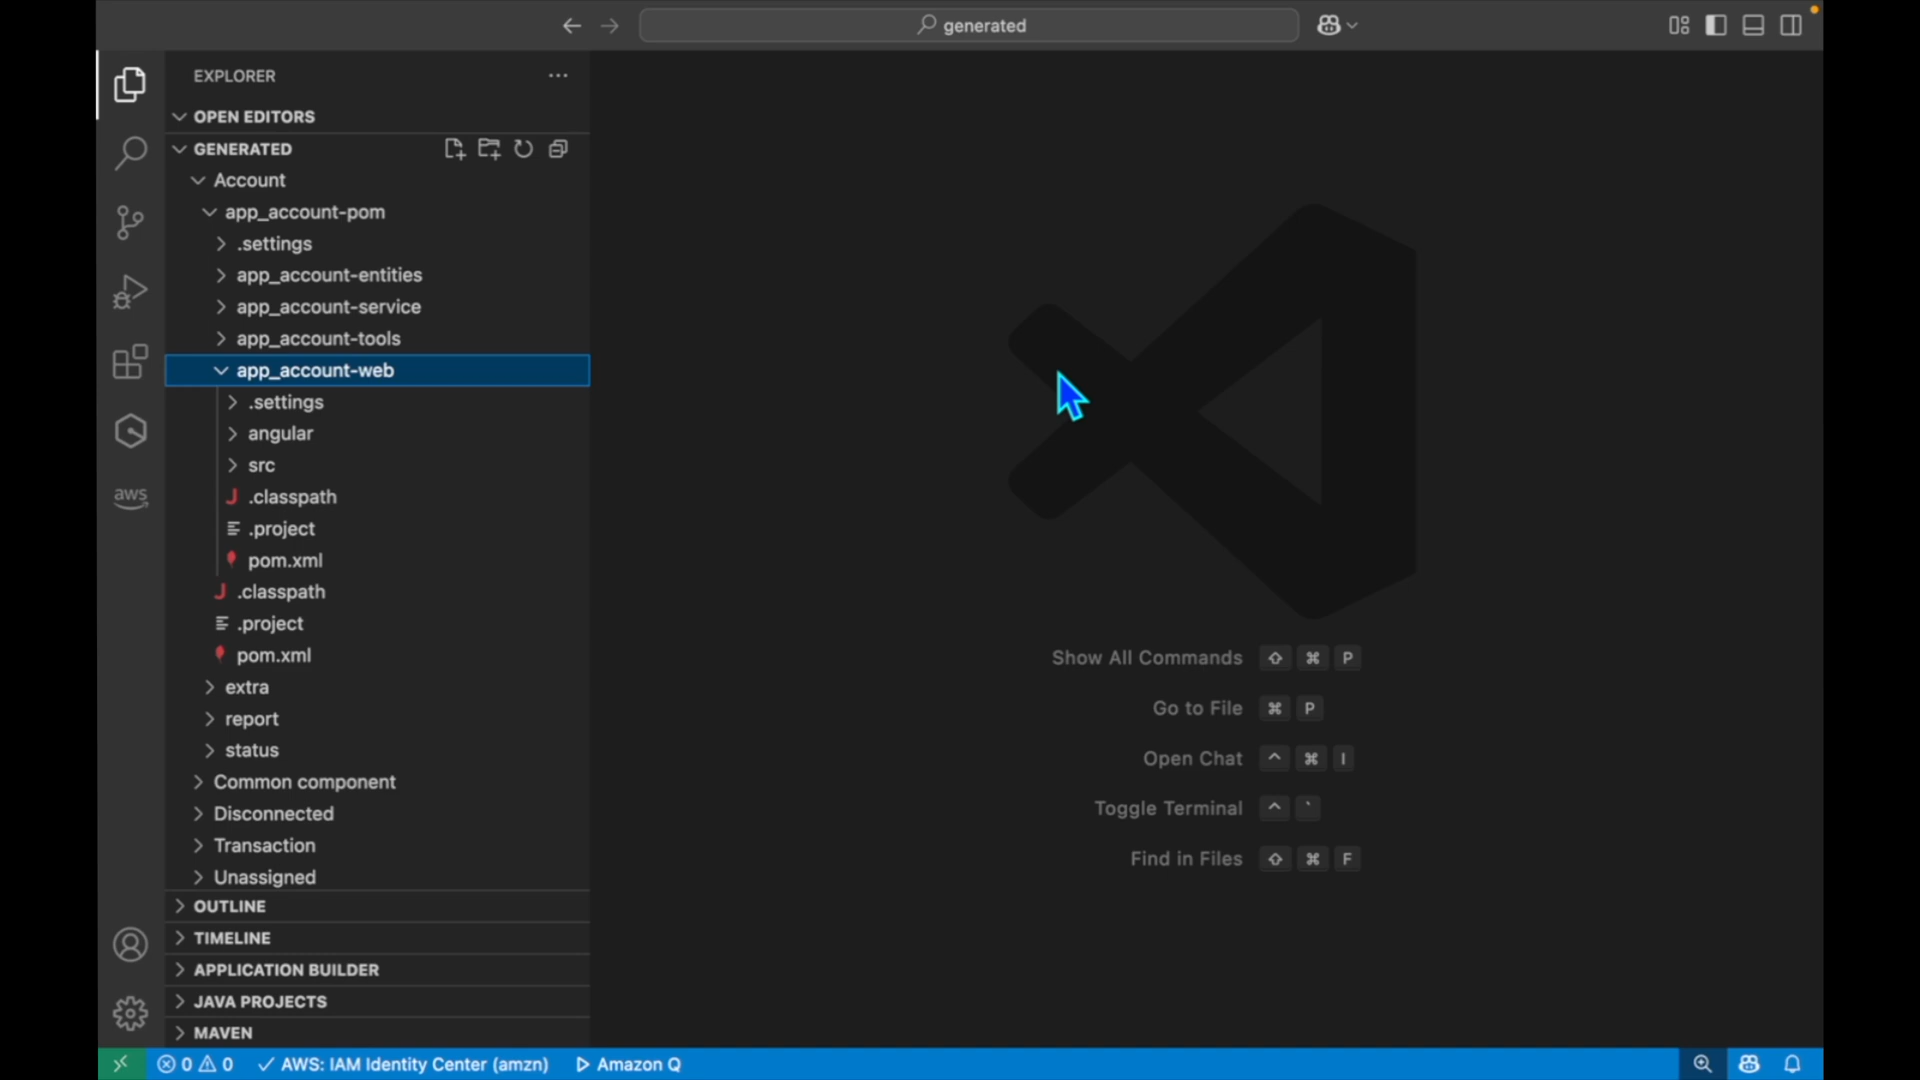 generated
EXPLORER
OPEN EDITORS
GENERATED
Account
app_account-pom
.settings
app_account-entities
app_account-service
app_account-tools
app_account-web
.settings
angular
src
J .classpath
.project
pom.xml
J .classpath
.project
pom.xml
extra
report
status
Common component
Disconnected
Transaction
Unassigned
OUTLINE
TIMELINE
APPLICATION BUILDER
JAVA PROJECTS
MAVEN
aws
Show All Commands ⇧ ⌘ P
Go to File ⌘ P
Open Chat ^ ⌘ I
Toggle Terminal ^ `
Find in Files ⇧ ⌘ F
0 0 AWS: IAM Identity Center (amzn) Amazon Q